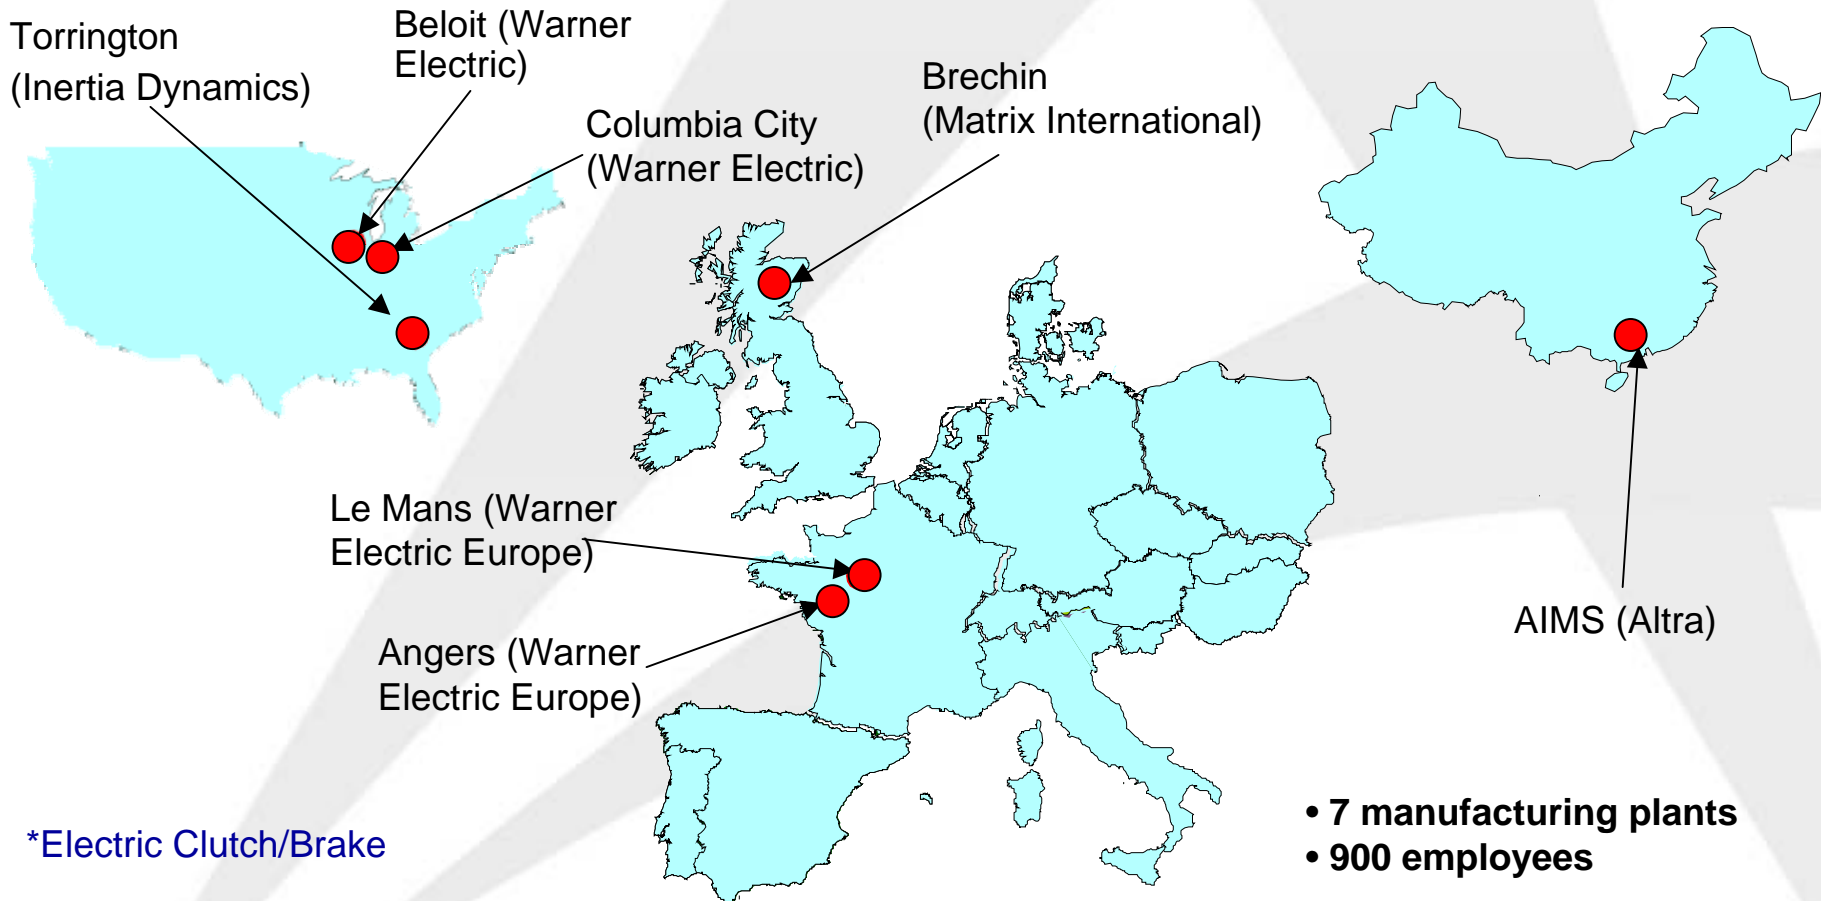 Torrington
(Inertia Dynamics)
Beloit (Warner
Electric)
Columbia City
(Warner Electric)
Brechin
(Matrix International)
Le Mans (Warner
Electric Europe)
Angers (Warner
Electric Europe)
AIMS (Altra)
*Electric Clutch/Brake
• 7 manufacturing plants
• 900 employees